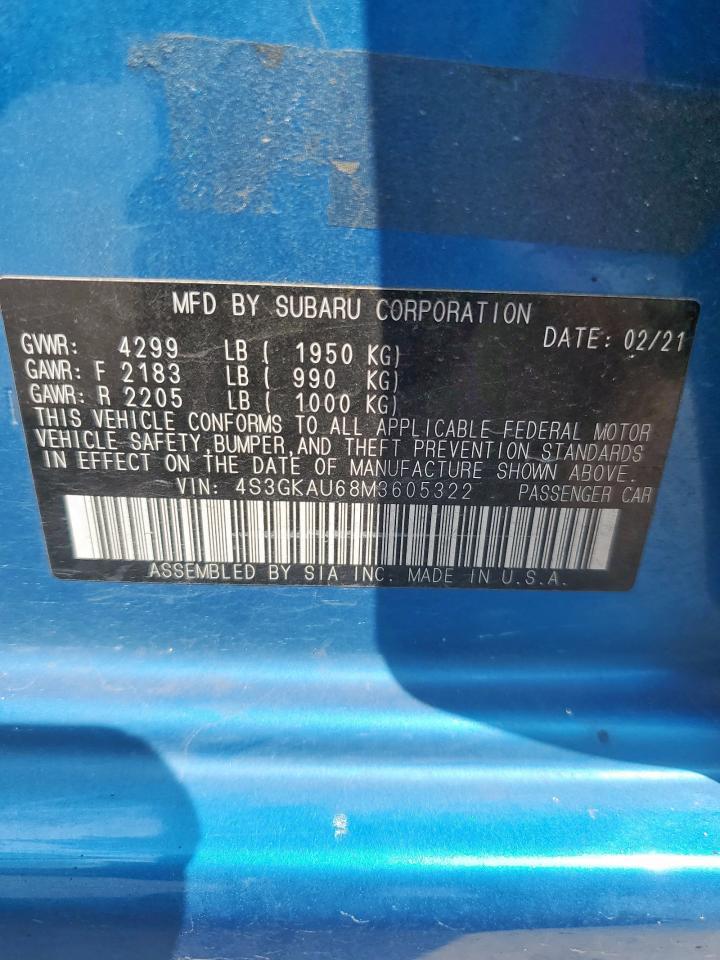 MFD BY SUBARU CORPORATION
DATE: 02/21
GVWR: 4299 LB ( 1950 KG)
GAWR: F 2183 LB ( 990 KG)
GAWR: R 2205 LB ( 1000 KG)
THIS VEHICLE CONFORMS TO ALL APPLICABLE FEDERAL MOTOR
VEHICLE SAFETY, BUMPER, AND THEFT PREVENTION STANDARDS
IN EFFECT ON THE DATE OF MANUFACTURE SHOWN ABOVE.
VIN: 4S3GKAU68M3605322 PASSENGER CAR
ASSEMBLED BY SIA INC. MADE IN U.S.A.